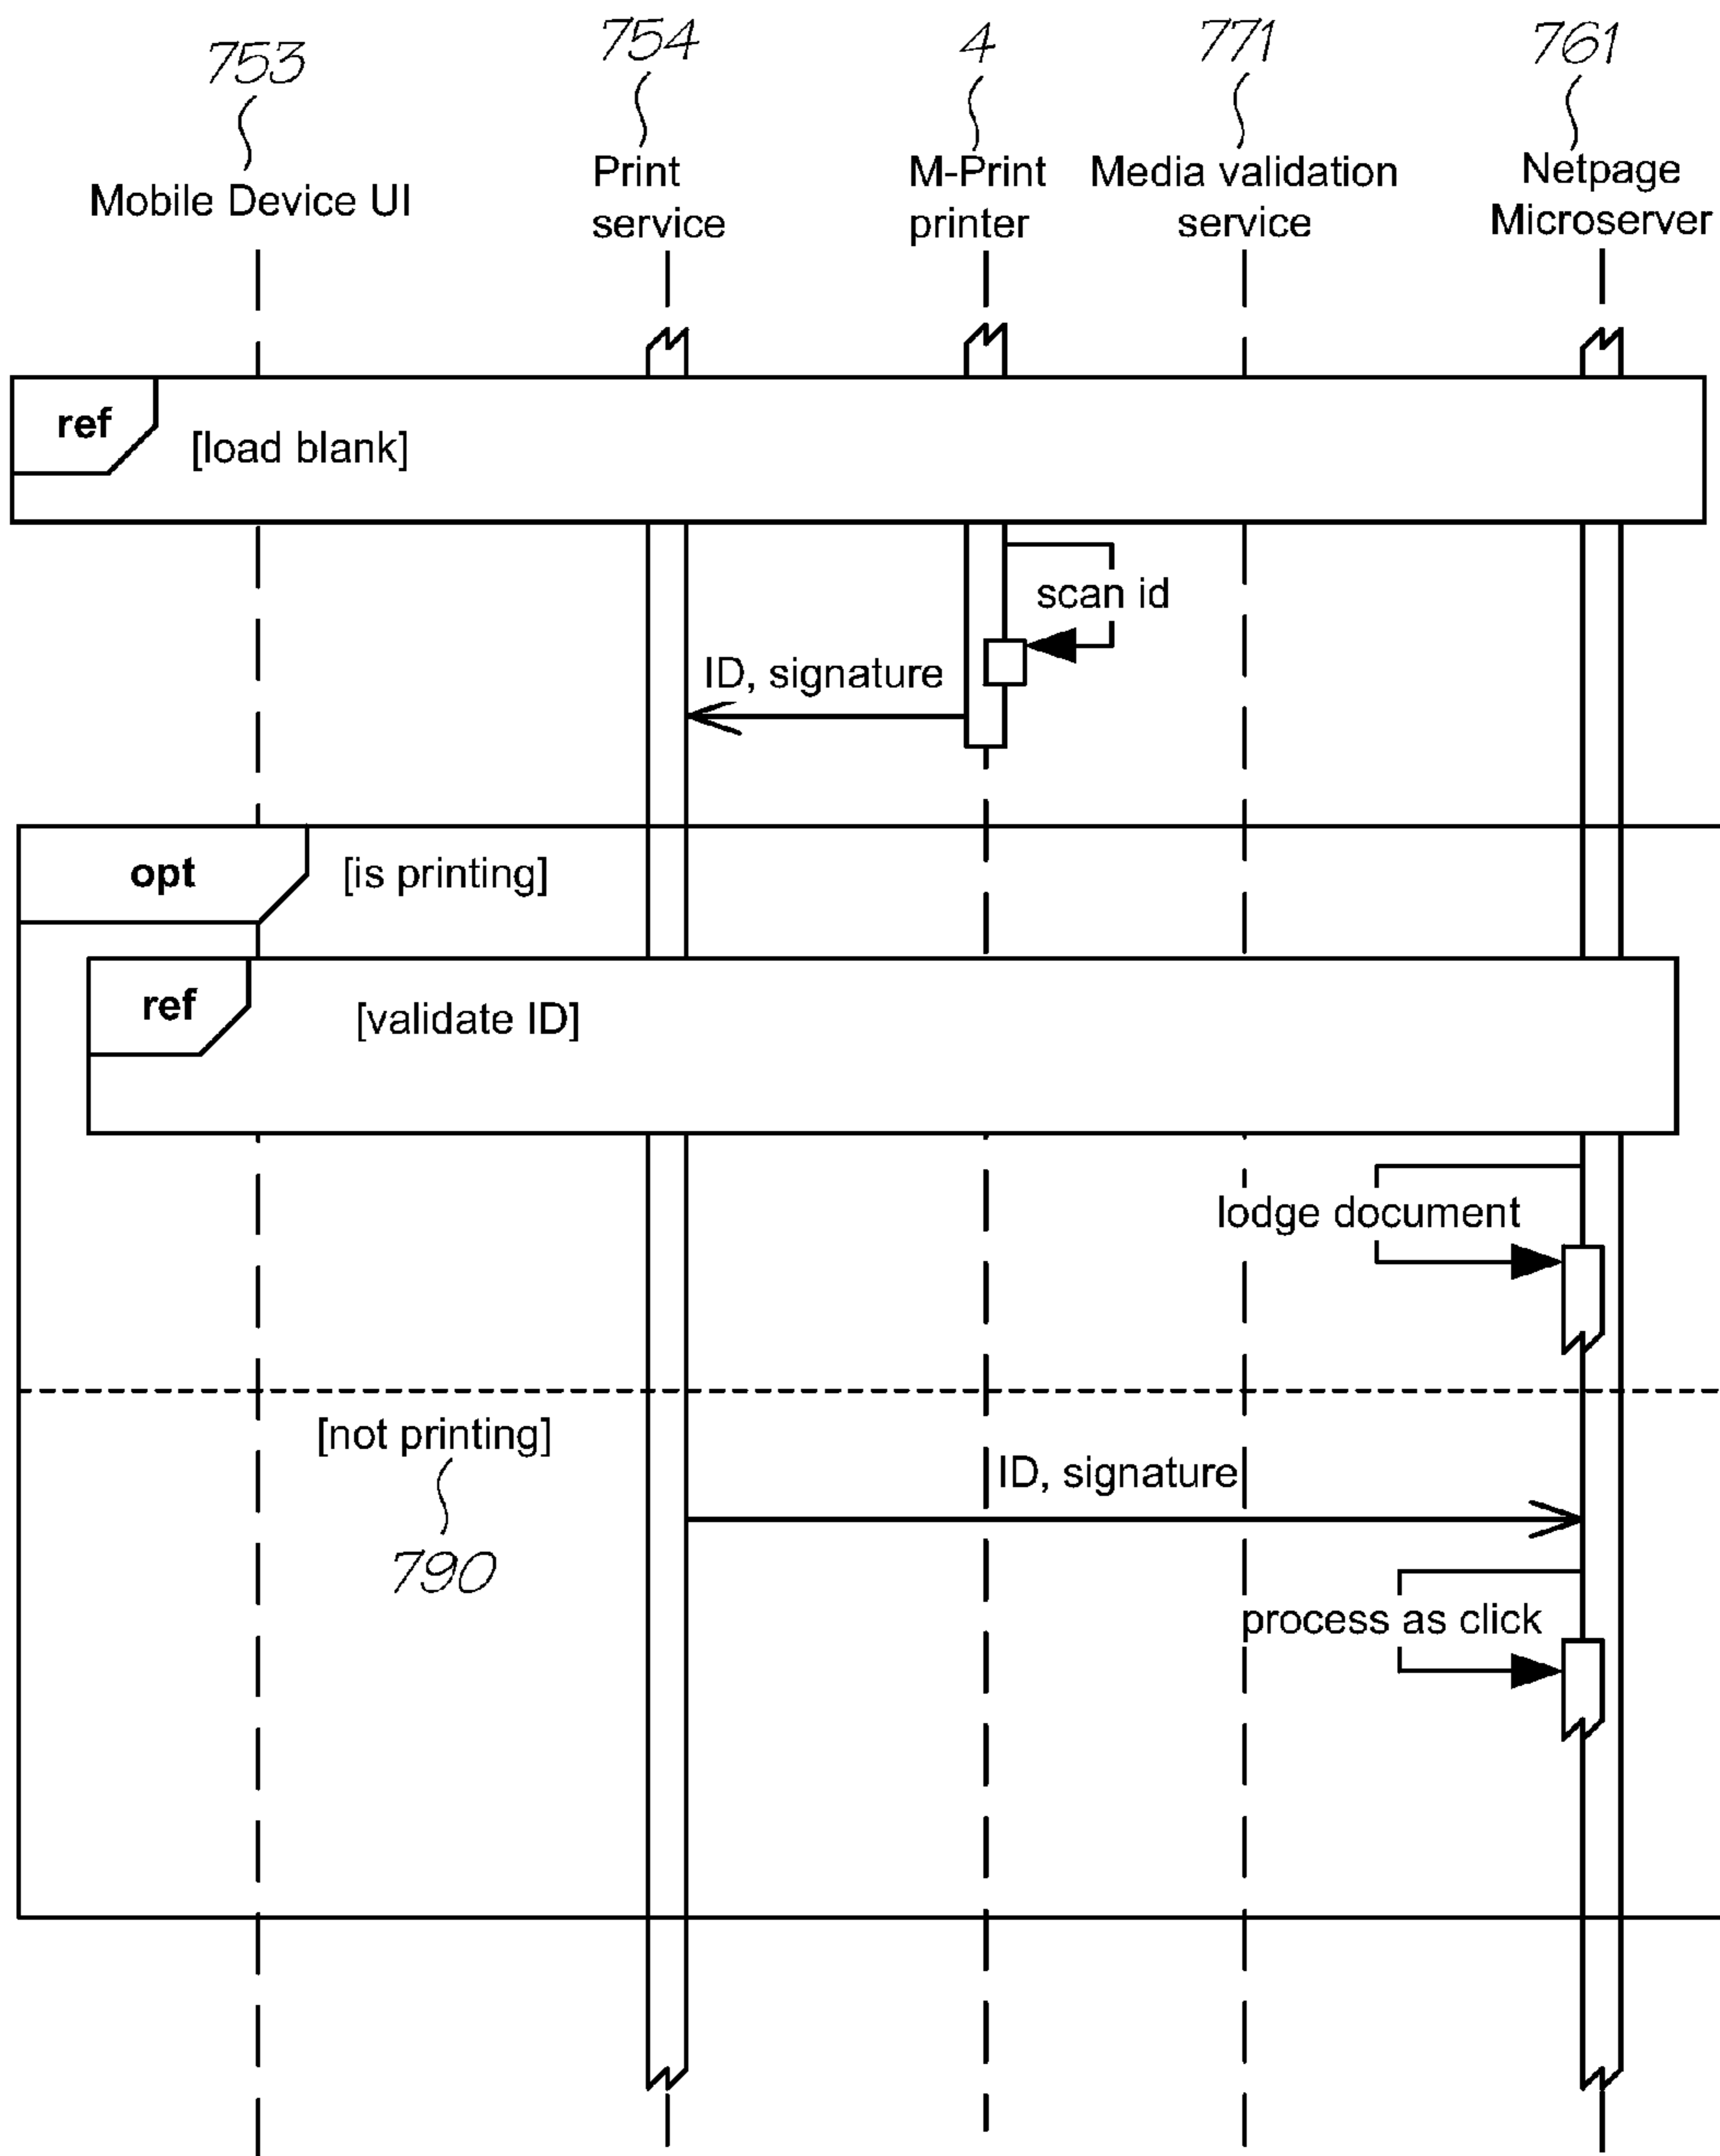 753
754
4
771
761
Mobile Device UI
Print
service
M-Print
printer
Media validation
service
Netpage
Microserver
ref
[load blank]
scan id
ID, signature
opt
[is printing]
ref
[validate ID]
lodge document
[not printing]
ID, signature
790
process as click